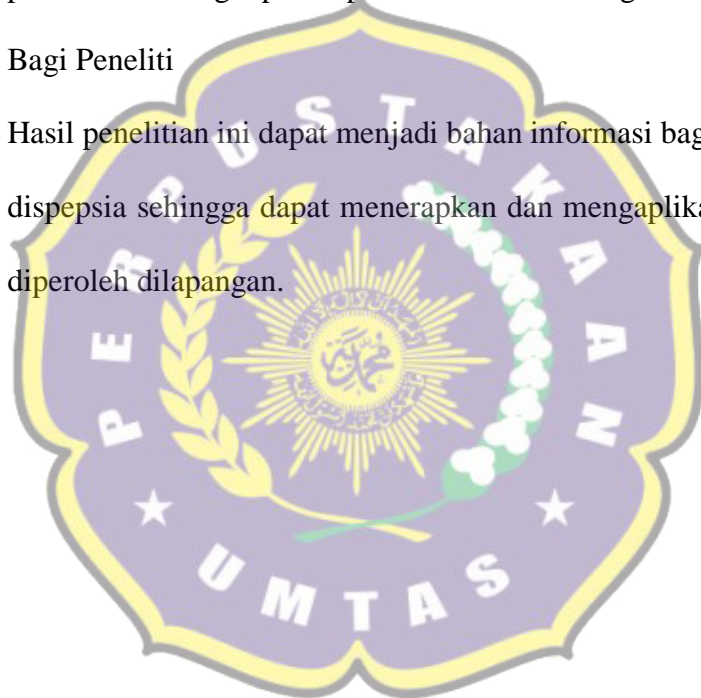 Bagi Peneliti
Hasil penelitian ini dapat menjadi bahan informasi bag
dispepsia sehingga dapat menerapkan dan mengaplika
diperoleh dilapangan.
PERPUSTAKAAN
UMTAS